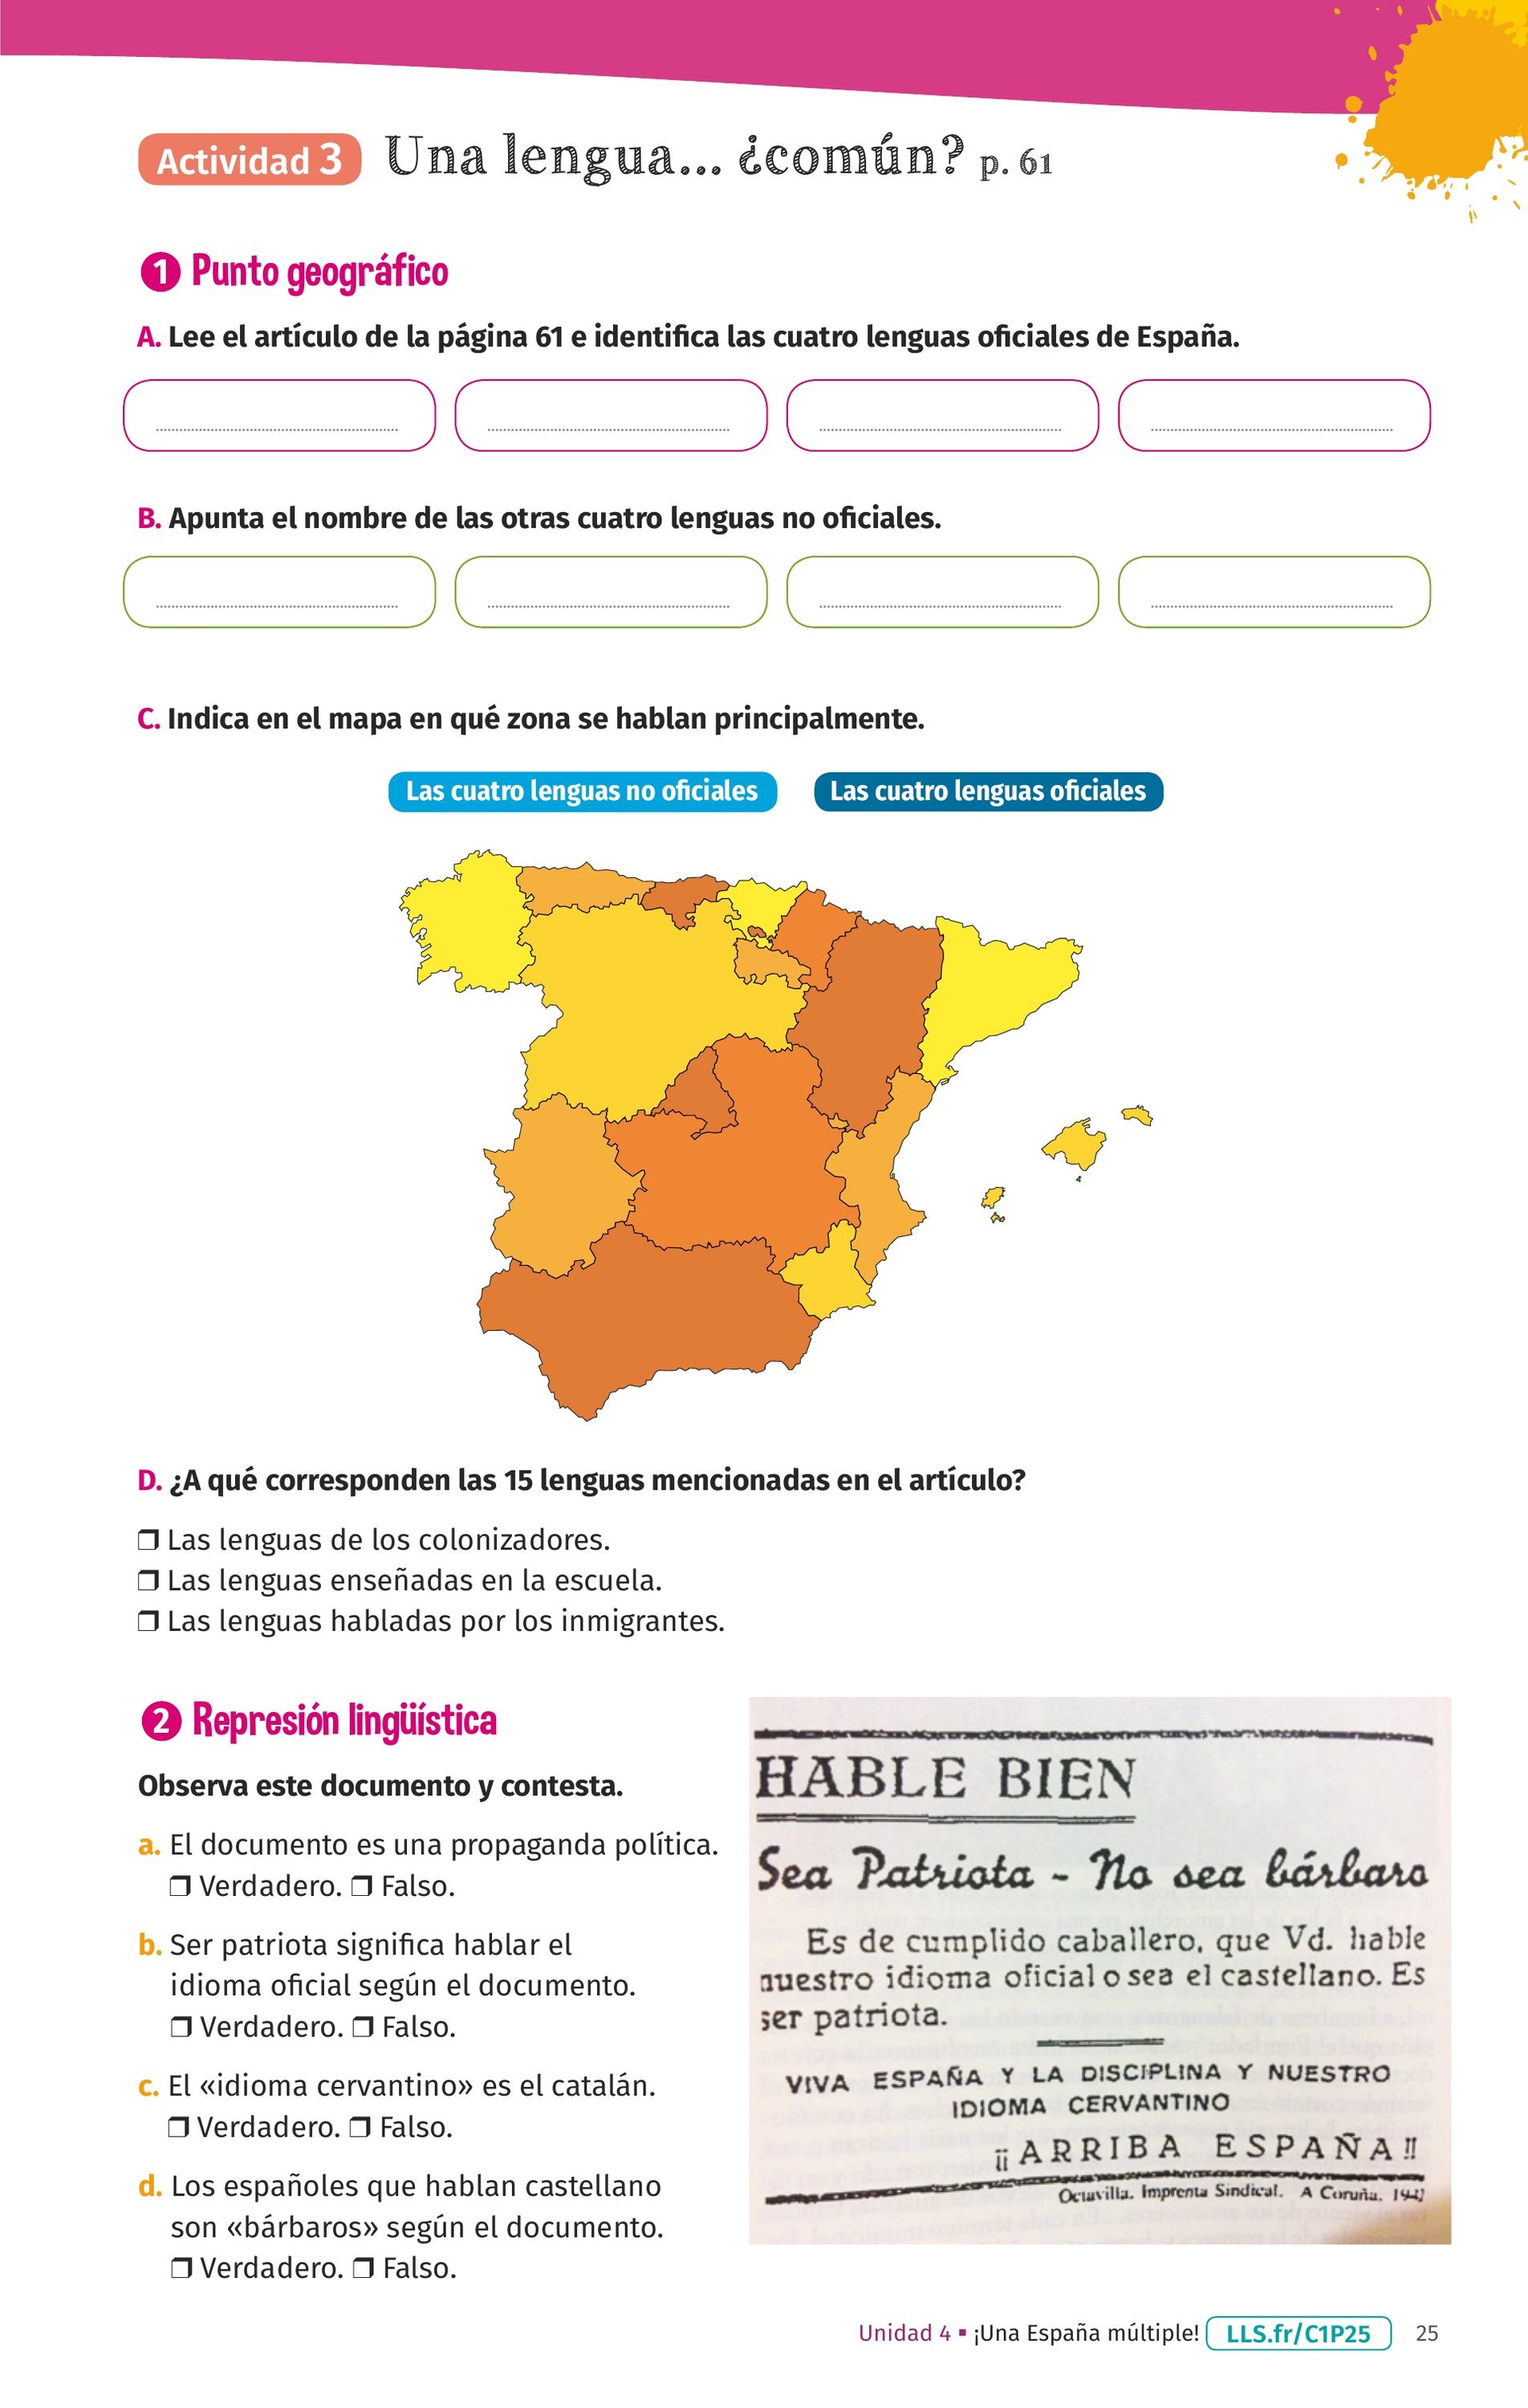 Actividad 3 Una lengua... ¿común? p. 61
1 Punto geográfico
A. Lee el artículo de la página 61 e identifica las cuatro lenguas oficiales de España.
B. Apunta el nombre de las otras cuatro lenguas no oficiales.
C. Indica en el mapa en qué zona se hablan principalmente.
Las cuatro lenguas no oficiales Las cuatro lenguas oficiales
D. ¿A qué corresponden las 15 lenguas mencionadas en el artículo?
❒ Las lenguas de los colonizadores.
❒ Las lenguas enseñadas en la escuela.
❒ Las lenguas habladas por los inmigrantes.
2 Represión lingüística
Observa este documento y contesta.
a. El documento es una propaganda política.
❒ Verdadero. ❒ Falso.
b. Ser patriota significa hablar el
idioma oficial según el documento.
❒ Verdadero. ❒ Falso.
c. El «idioma cervantino» es el catalán.
❒ Verdadero. ❒ Falso.
d. Los españoles que hablan castellano
son «bárbaros» según el documento.
❒ Verdadero. ❒ Falso.
HABLE BIEN
Sea Patriota - No sea bárbaro
Es de cumplido caballero, que Vd. hable
nuestro idioma oficial o sea el castellano. Es
ser patriota.
VIVA ESPAÑA Y LA DISCIPLINA Y NUESTRO
IDIOMA CERVANTINO
¡¡ARRIBA ESPAÑA!!
Octavilla. Imprenta Sindical. A Coruña.
Unidad 4 ▪ ¡Una España múltiple! LLS.fr/C1P25 25